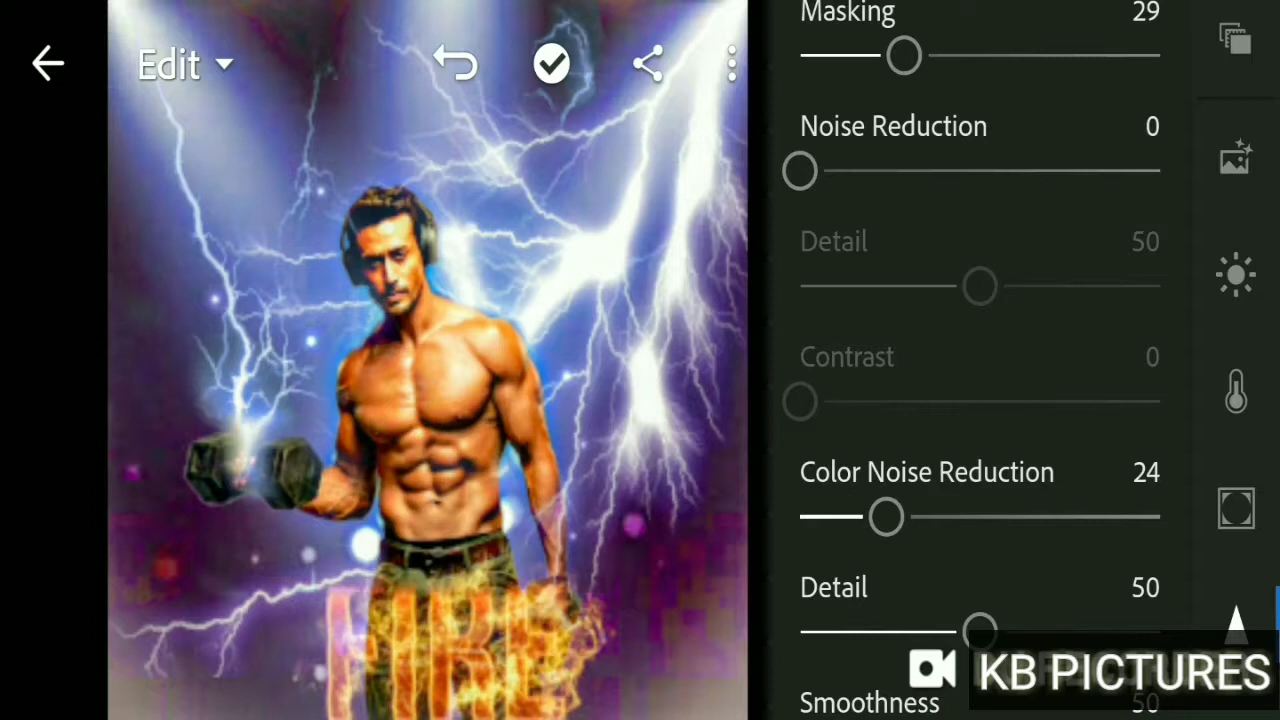 Edit
Masking 29
Noise Reduction 0
Detail 50
Contrast 0
Color Noise Reduction 24
Detail 50
Smoothness 50
FIRE
KB PICTURES